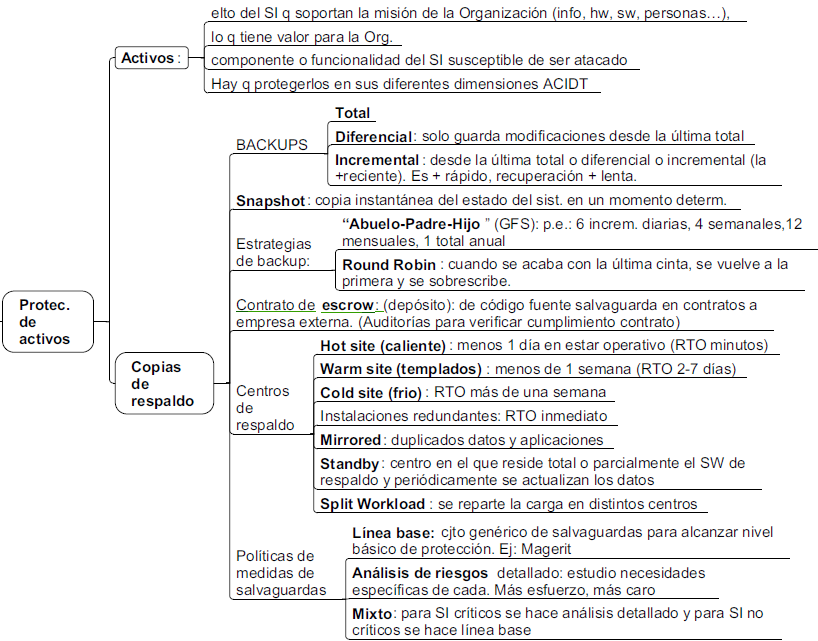 Protec.
de
activos
Activos :
elto del SI q soportan la misión de la Organización (info, hw, sw, personas…),
lo q tiene valor para la Org.
componente o funcionalidad del SI susceptible de ser atacado
Hay q protegerlos en sus diferentes dimensiones ACIDT
Copias
de
respaldo
BACKUPS
Total
Diferencial: solo guarda modificaciones desde la última total
Incremental : desde la última total o diferencial o incremental (la
+reciente). Es + rápido, recuperación + lenta.
Snapshot : copia instantánea del estado del sist. en un momento determ.
Estrategias
de backup:
“Abuelo-Padre-Hijo ” (GFS): p.e.: 6 increm. diarias, 4 semanales,12
mensuales, 1 total anual
Round Robin : cuando se acaba con la última cinta, se vuelve a la
primera y se sobrescribe.
Contrato de escrow: (depósito): de código fuente salvaguarda en contratos a
empresa externa. (Auditorías para verificar cumplimiento contrato)
Centros
de
respaldo
Hot site (caliente) : menos 1 día en estar operativo (RTO minutos)
Warm site (templados) : menos de 1 semana (RTO 2-7 días)
Cold site (frio) : RTO más de una semana
Instalaciones redundantes: RTO inmediato
Mirrored : duplicados datos y aplicaciones
Standby : centro en el que reside total o parcialmente el SW de
respaldo y periódicamente se actualizan los datos
Split Workload : se reparte la carga en distintos centros
Políticas de
medidas de
salvaguardas
Línea base: cjto genérico de salvaguardas para alcanzar nivel
básico de protección. Ej: Magerit
Análisis de riesgos detallado: estudio necesidades
específicas de cada. Más esfuerzo, más caro
Mixto: para SI críticos se hace análisis detallado y para SI no
críticos se hace línea base